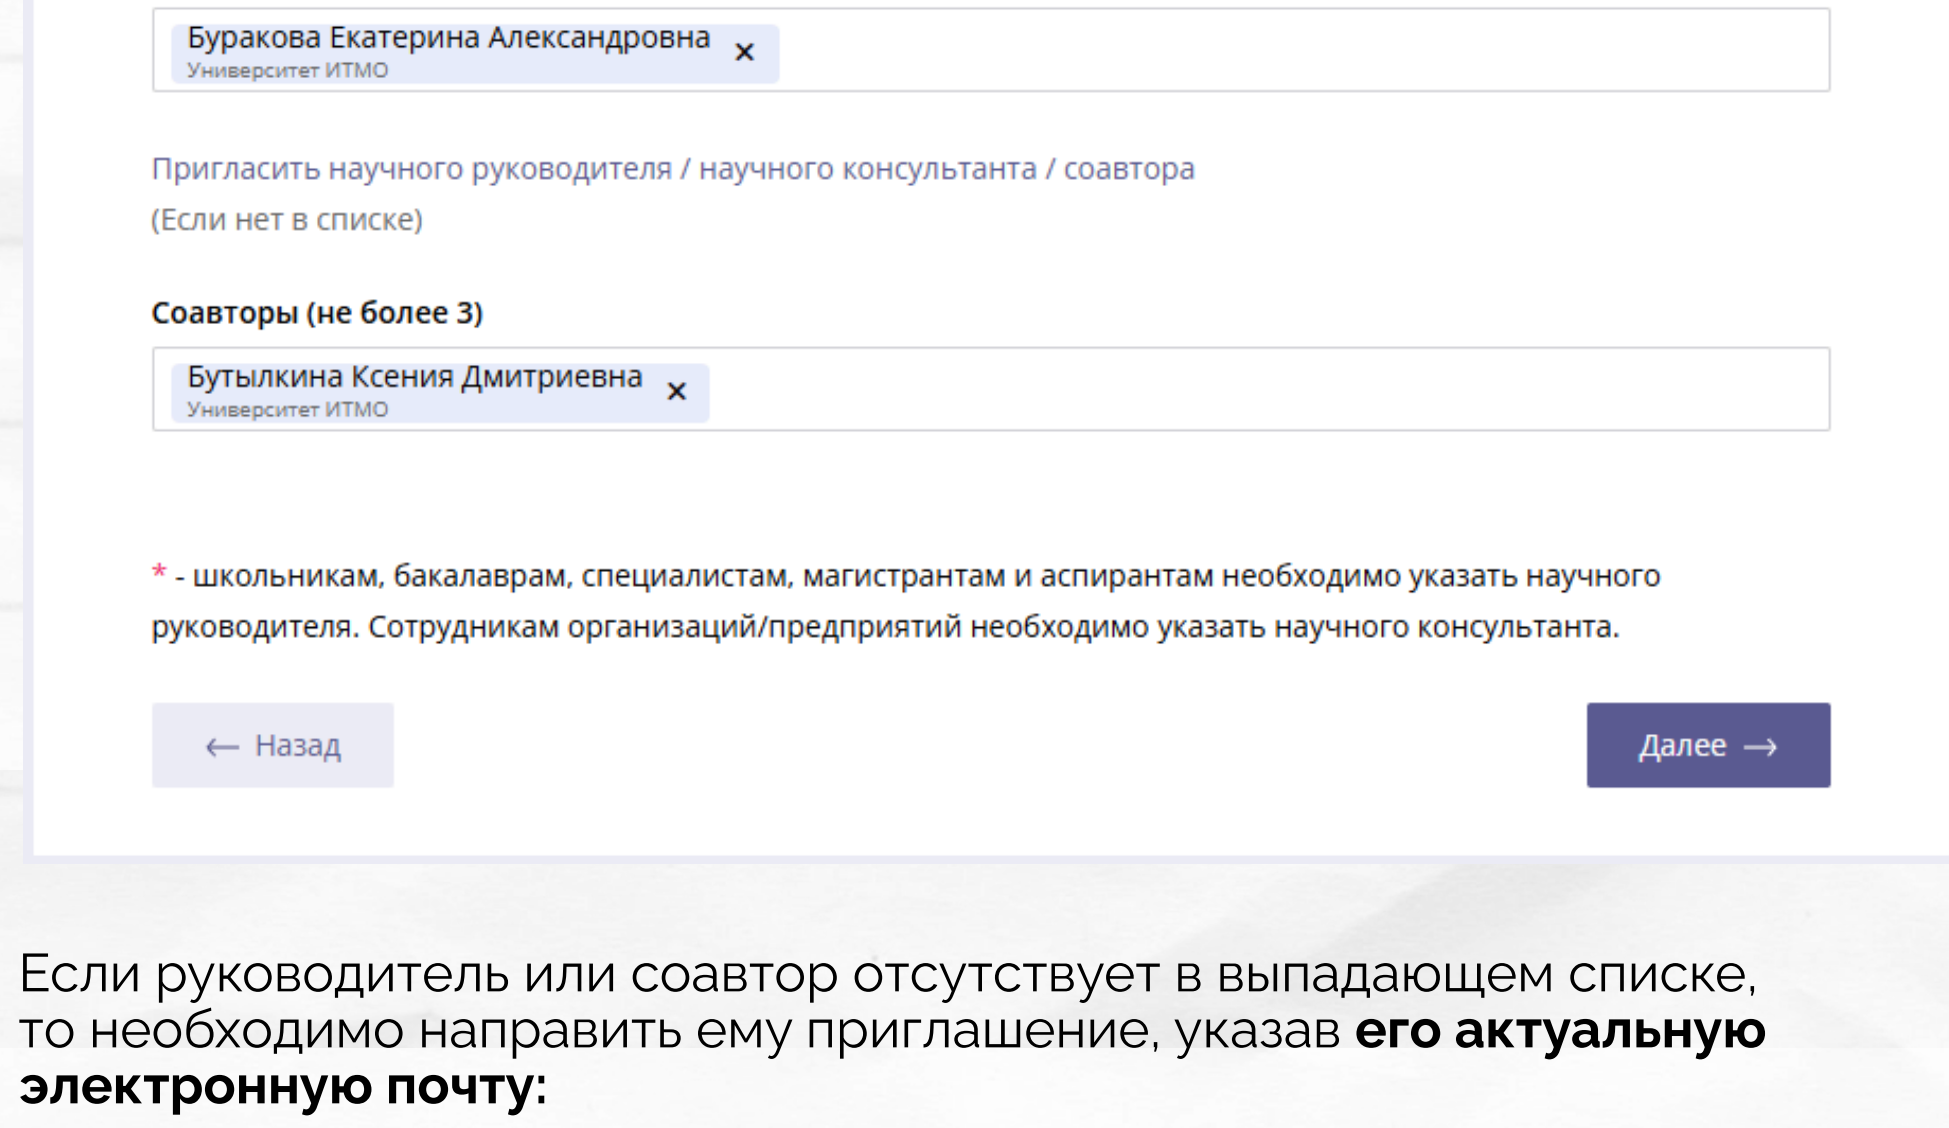 Буракова Екатерина Александровна ×
Университет ИТМО
Пригласить научного руководителя / научного консультанта / соавтора
(Если нет в списке)
Соавторы (не более 3)
Бутылкина Ксения Дмитриевна ×
Университет ИТМО
* - школьникам, бакалаврам, специалистам, магистрантам и аспирантам необходимо указать научного
руководителя. Сотрудникам организаций/предприятий необходимо указать научного консультанта.
← Назад
Далее →
Если руководитель или соавтор отсутствует в выпадающем списке,
то необходимо направить ему приглашение, указав его актуальную
электронную почту: